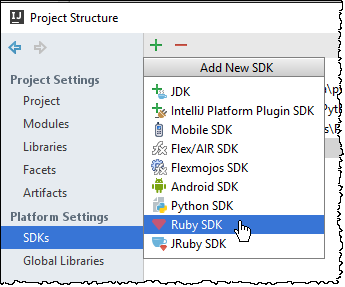 IJ Project Structure
Project Settings
Project
Modules
Libraries
Facets
Artifacts
Platform Settings
SDKs
Global Libraries
Add New SDK
JDK
IntelliJ Platform Plugin SDK
Mobile SDK
Flex/AIR SDK
Flexmojos SDK
Android SDK
Python SDK
Ruby SDK
JRuby SDK